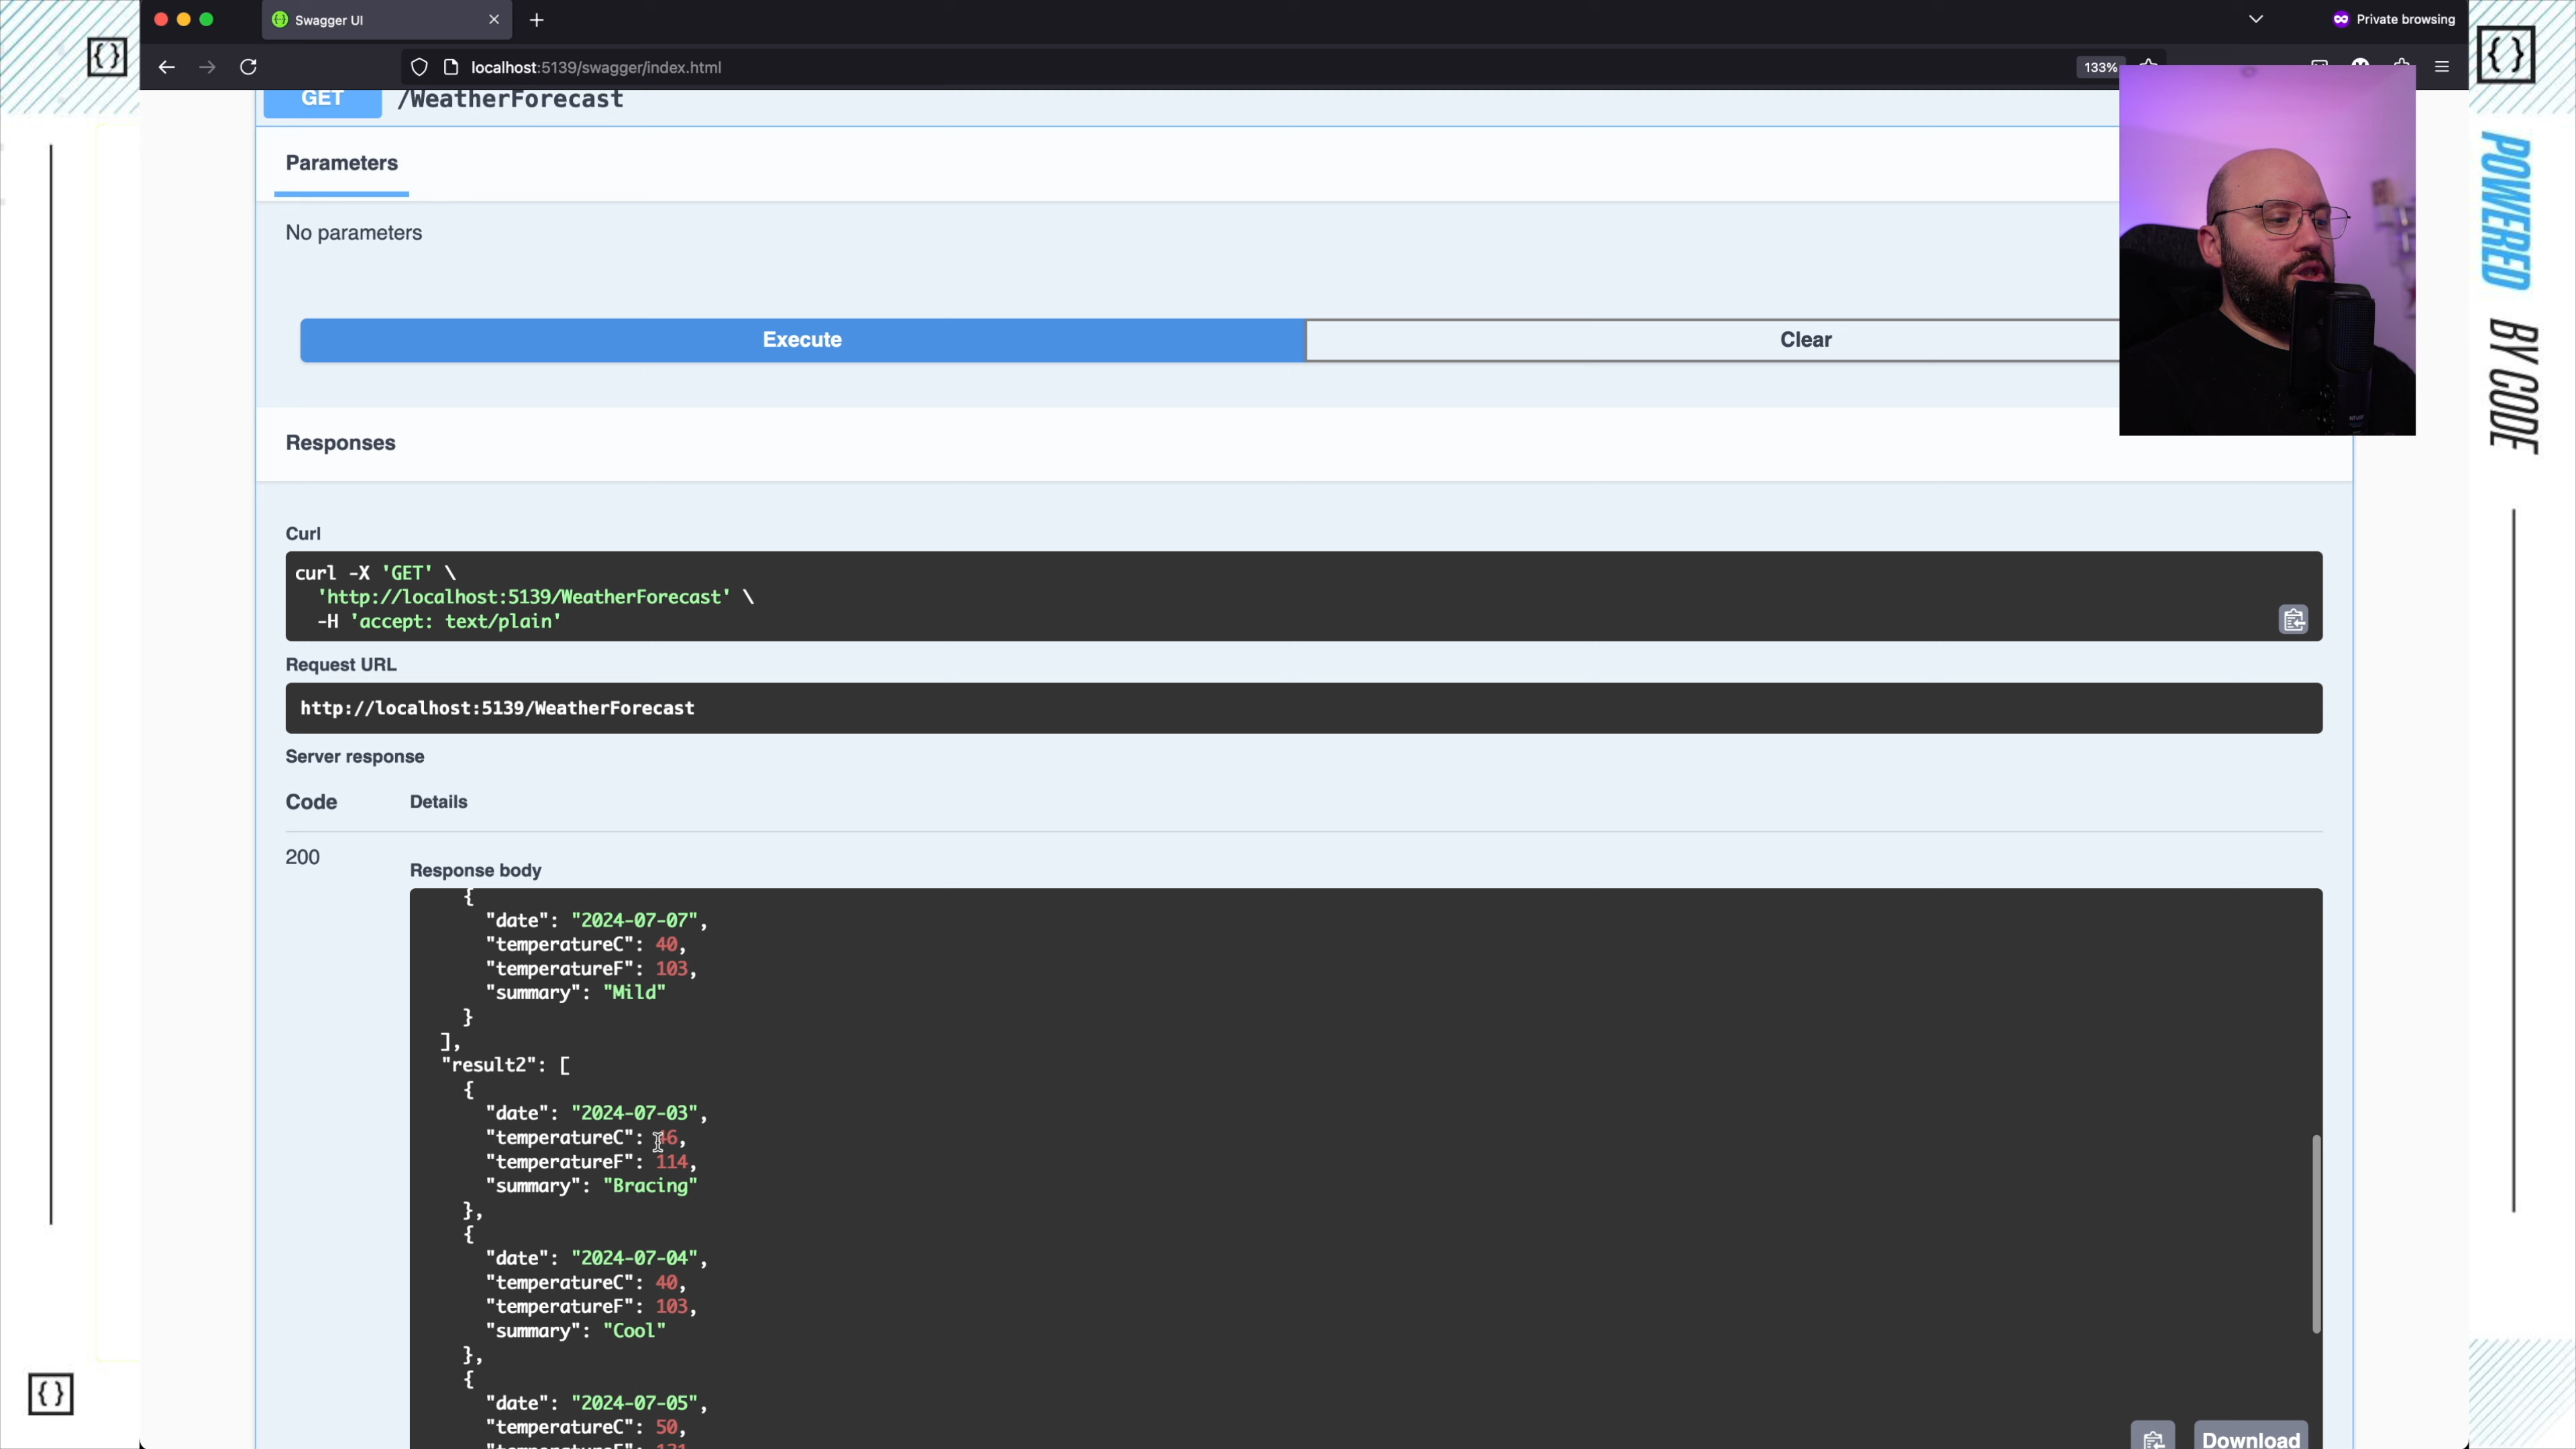 Swagger UI
Private browsing
localhost:5139/swagger/index.html
133%
GET /WeatherForecast
Parameters
No parameters
Execute
Clear
Responses
Curl
curl -X 'GET' \
'http://localhost:5139/WeatherForecast' \
-H 'accept: text/plain'
Request URL
http://localhost:5139/WeatherForecast
Server response
Code Details
200
Response body
{
"date": "2024-07-07",
"temperatureC": 40,
"temperatureF": 103,
"summary": "Mild"
}
],
"result2": [
{
"date": "2024-07-03",
"temperatureC": 46,
"temperatureF": 114,
"summary": "Bracing"
},
{
"date": "2024-07-04",
"temperatureC": 40,
"temperatureF": 103,
"summary": "Cool"
},
{
"date": "2024-07-05",
"temperatureC": 50,
Download
POWERED BY CODE
{}
{}
{}